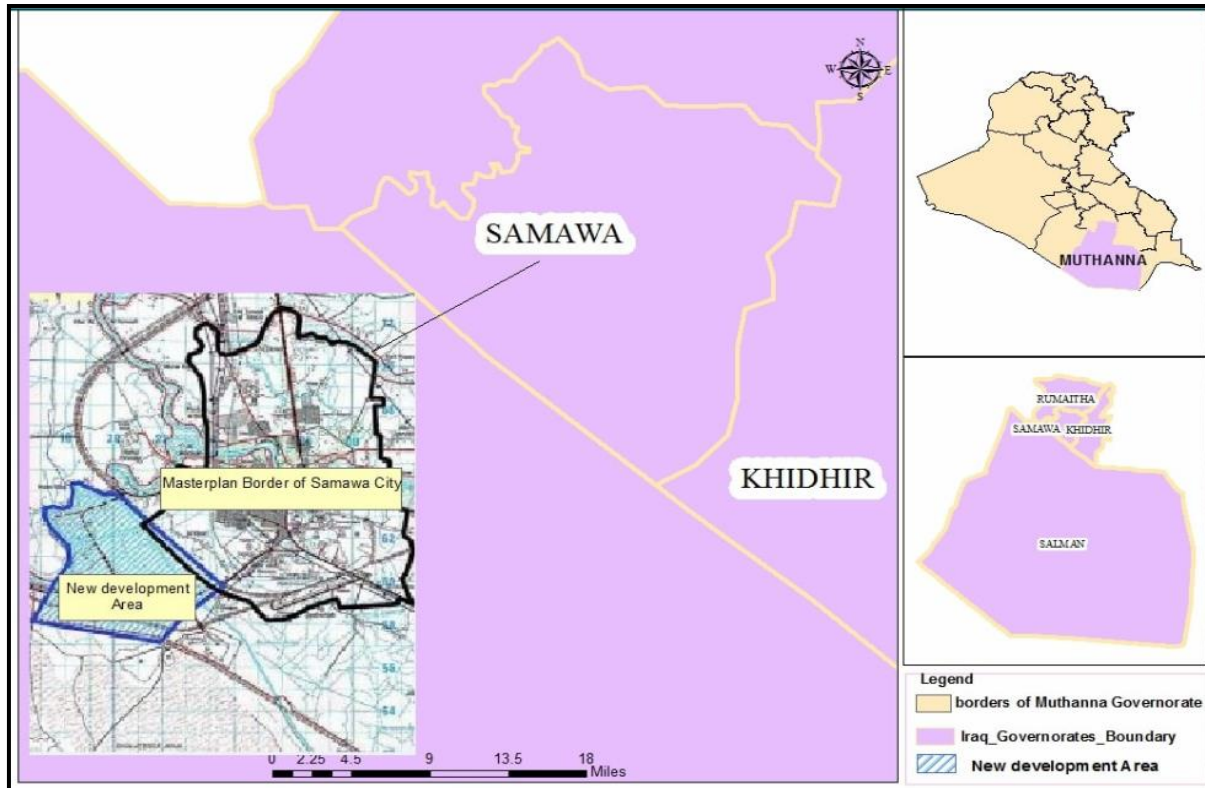 N
W E
S
SAMAWA
KHIDHIR
Masterplan Border of Samawa City
New development
Area
0 2.25 4.5 9 13.5 18
Miles
MUTHANNA
RUMAITHA
SAMAWA KHIDHIR
SALMAN
Legend
borders of Muthanna Governorate
Iraq_Governorates_Boundary
New development Area